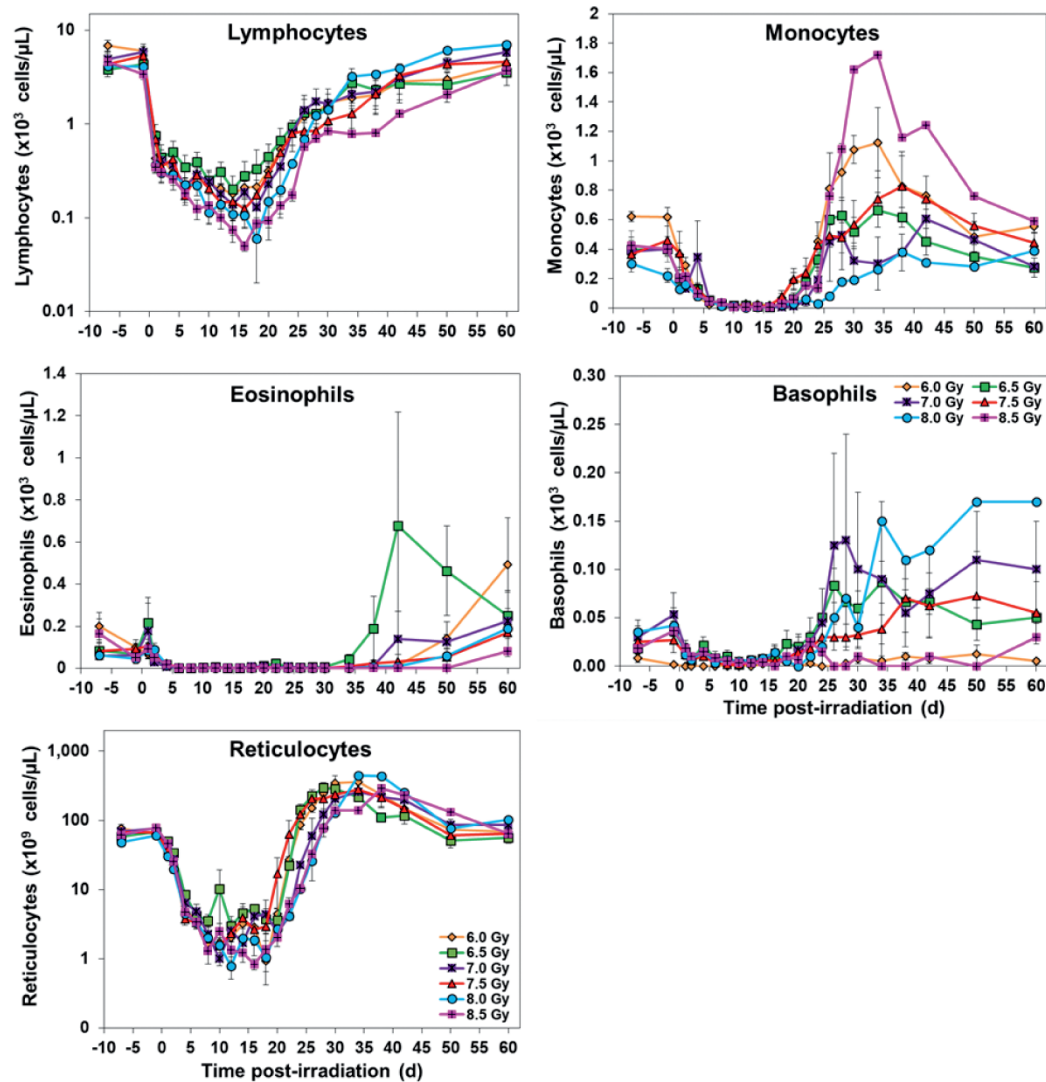 Lymphocytes
Lymphocytes (x10³ cells/µL)
10
1
0.1
0.01
-10 -5 0 5 10 15 20 25 30 35 40 45 50 55 60
Monocytes
Monocytes (x10³ cells/µL)
2
1.8
1.6
1.4
1.2
1
0.8
0.6
0.4
0.2
0
-10 -5 0 5 10 15 20 25 30 35 40 45 50 55 60
Eosinophils
Eosinophils (x10³ cells/µL)
1.4
1.2
1
0.8
0.6
0.4
0.2
0
-10 -5 0 5 10 15 20 25 30 35 40 45 50 55 60
Basophils
6.0 Gy 6.5 Gy
7.0 Gy 7.5 Gy
8.0 Gy 8.5 Gy
Basophils (x10³ cells/µL)
0.30
0.25
0.20
0.15
0.10
0.05
0.00
-10 -5 0 5 10 15 20 25 30 35 40 45 50 55 60
Time post-irradiation (d)
Reticulocytes
Reticulocytes (x10⁹ cells/µL)
1,000
100
10
1
0
6.0 Gy
6.5 Gy
7.0 Gy
7.5 Gy
8.0 Gy
8.5 Gy
-10 -5 0 5 10 15 20 25 30 35 40 45 50 55 60
Time post-irradiation (d)